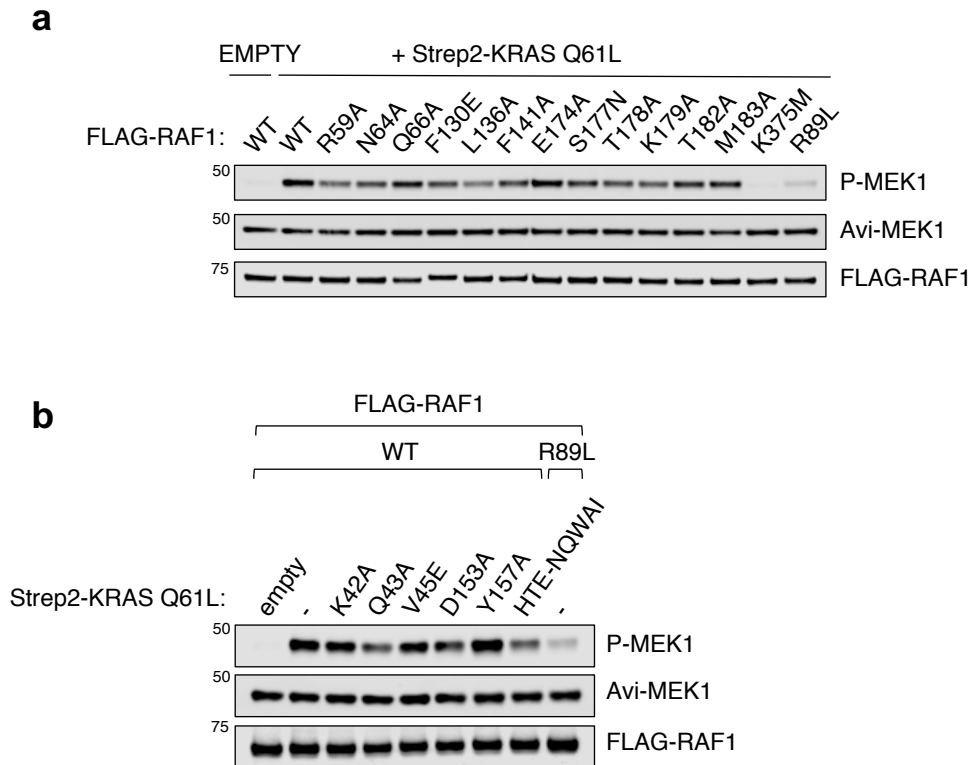 a
EMPTY + Strep2-KRAS Q61L
FLAG-RAF1: WT WT R59A N64A Q66A F130E L136A F141A E174A S177N T178A K179A T182A M183A K375M R89L
50 P-MEK1
50 Avi-MEK1
75 FLAG-RAF1
b
FLAG-RAF1
WT R89L
Strep2-KRAS Q61L: empty - K42A Q43A V45E D153A Y157A HTE-NQWAI -
50 P-MEK1
50 Avi-MEK1
75 FLAG-RAF1